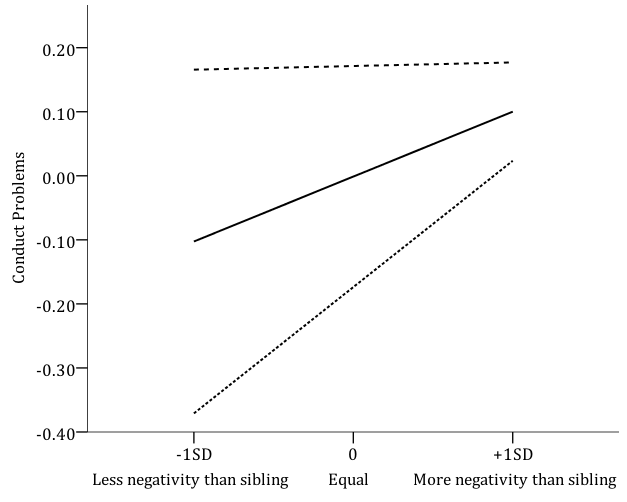 0.20
0.10
0.00
-0.10
-0.20
-0.30
-0.40
Conduct Problems
-1SD 0 +1SD
Less negativity than sibling Equal More negativity than sibling